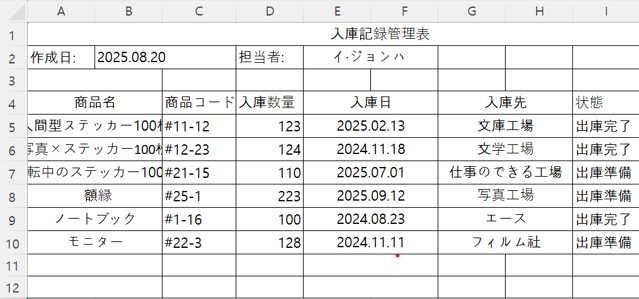 A B C D E F G H I
1 入庫記録管理表
2 作成日: 2025.08.20 担当者: イ·ジョンハ
3
4 商品名 商品コード 入庫数量 入庫日 入庫先 状態
5 人間型ステッカー100枚 #11-12 123 2025.02.13 文庫工場 出庫完了
6 写真×ステッカー100枚 #12-23 124 2024.11.18 文学工場 出庫完了
7 転中のステッカー100 #21-15 110 2025.07.01 仕事のできる工場 出庫準備
8 額縁 #25-1 223 2025.09.12 写真工場 出庫準備
9 ノートブック #1-16 100 2024.08.23 エース 出庫完了
10 モニター #22-3 128 2024.11.11 フィルム社 出庫準備
11
12